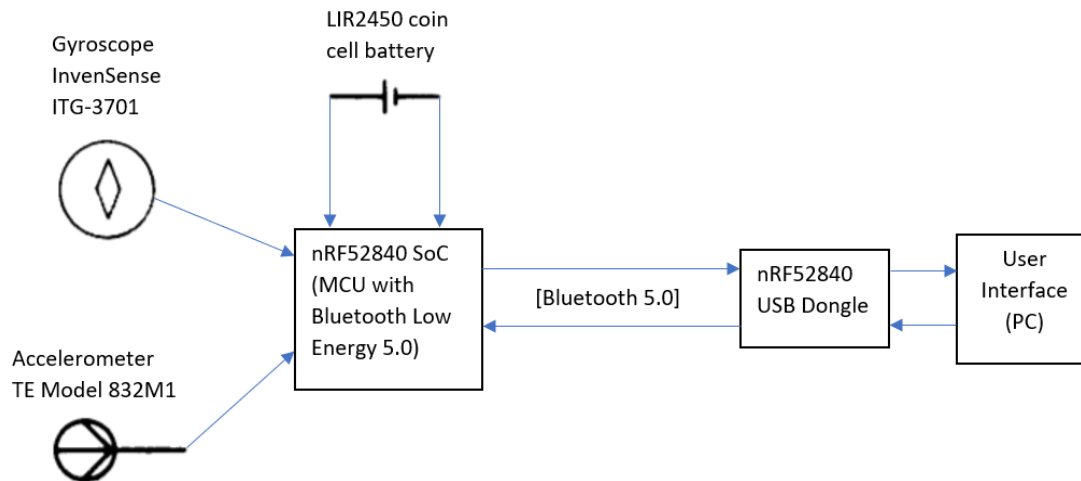 LIR2450 coin
cell battery
Gyroscope
InvenSense
ITG-3701
nRF52840 SoC
(MCU with
Bluetooth Low
Energy 5.0)
[Bluetooth 5.0]
nRF52840
USB Dongle
User
Interface
(PC)
Accelerometer
TE Model 832M1